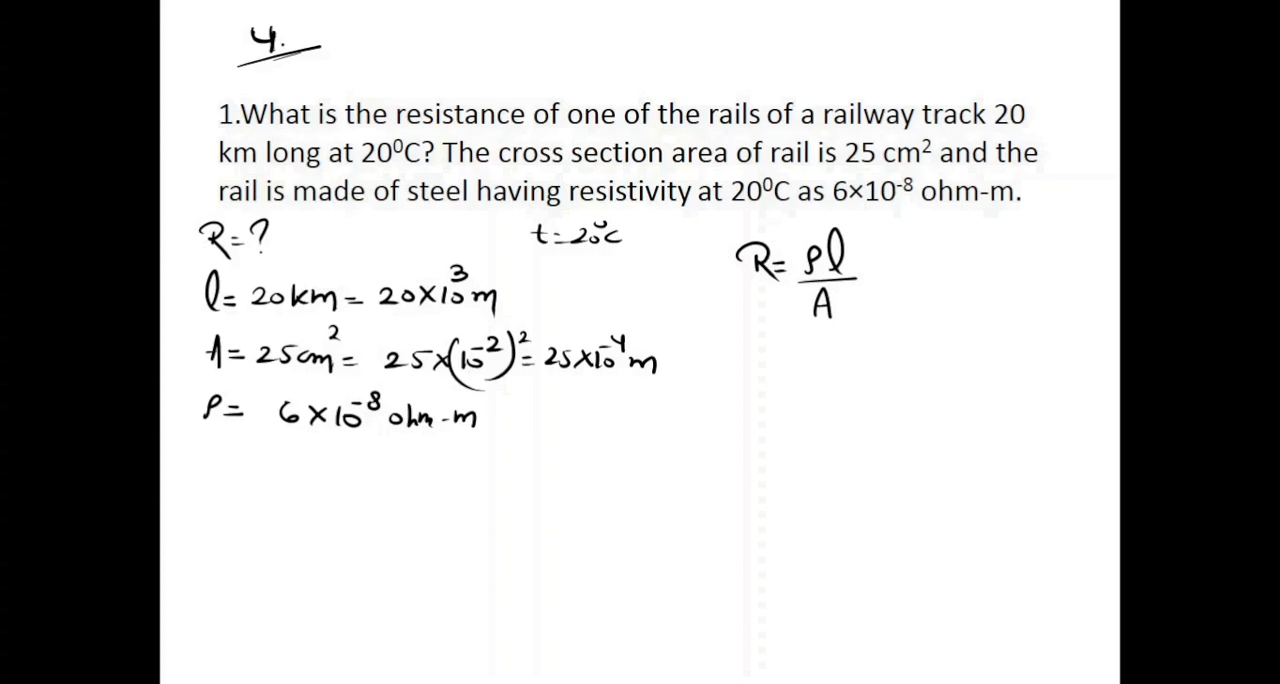 4.
1.What is the resistance of one of the rails of a railway track 20
km long at 20⁰C? The cross section area of rail is 25 cm² and the
rail is made of steel having resistivity at 20⁰C as 6×10⁻⁸ ohm-m.
R=? t=20°C
R= ρl/A
l= 20km= 20×10³m
A= 25cm²= 25×(10⁻²)²= 25×10⁻⁴m
ρ= 6×10⁻⁸ ohm-m